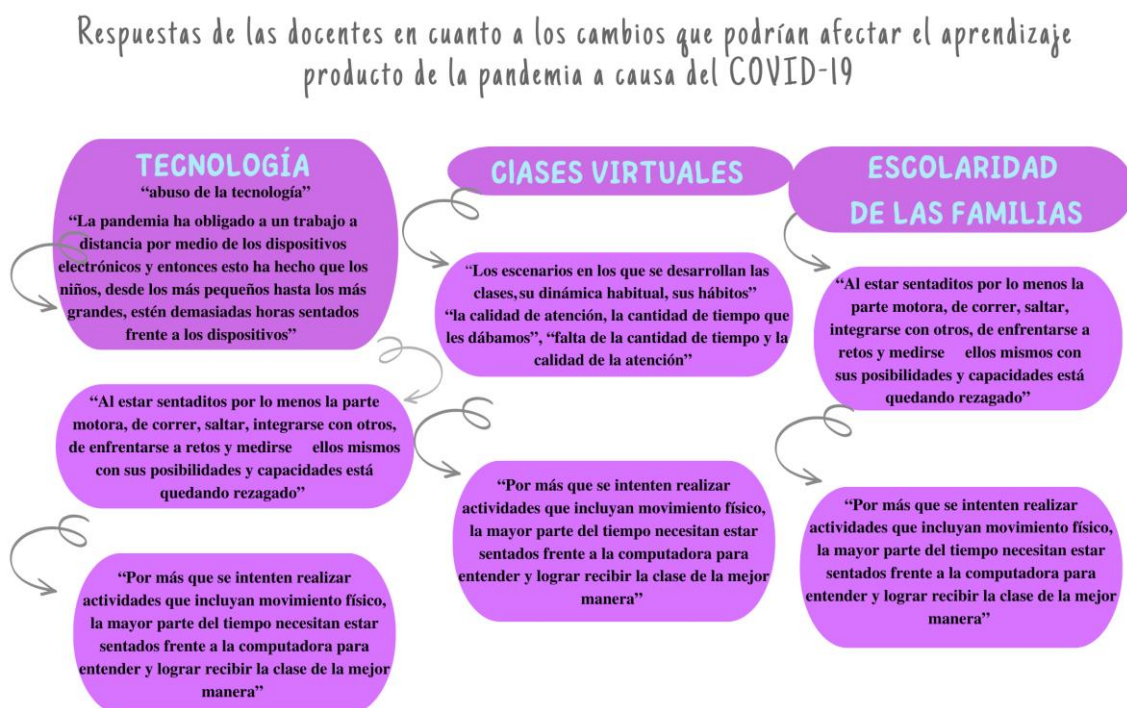 Respuestas de las docentes en cuanto a los cambios que podrían afectar el aprendizaje
producto de la pandemia a causa del COVID-19
TECNOLOGÍA
“abuso de la tecnología”
“La pandemia ha obligado a un trabajo a
distancia por medio de los dispositivos
electrónicos y entonces esto ha hecho que los
niños, desde los más pequeños hasta los más
grandes, estén demasiadas horas sentados
frente a los dispositivos”
“Al estar sentaditos por lo menos la parte
motora, de correr, saltar, integrarse con otros,
de enfrentarse a retos y medirse ellos mismos
con sus posibilidades y capacidades está
quedando rezagado”
“Por más que se intenten realizar
actividades que incluyan movimiento físico,
la mayor parte del tiempo necesitan estar
sentados frente a la computadora para
entender y lograr recibir la clase de la mejor
manera”
ClASES VIRTUALES
“Los escenarios en los que se desarrollan las
clases, su dinámica habitual, sus hábitos”
“la calidad de atención, la cantidad de tiempo que
les dábamos”, “falta de la cantidad de tiempo y la
calidad de la atención”
“Por más que se intenten realizar
actividades que incluyan movimiento físico,
la mayor parte del tiempo necesitan estar
sentados frente a la computadora para
entender y lograr recibir la clase de la mejor
manera”
ESCOLARIDAD
DE LAS FAMILIAS
“Al estar sentaditos por lo menos la
parte motora, de correr, saltar,
integrarse con otros, de enfrentarse a
retos y medirse ellos mismos con
sus posibilidades y capacidades está
quedando rezagado”
“Por más que se intenten realizar
actividades que incluyan movimiento físico,
la mayor parte del tiempo necesitan estar
sentados frente a la computadora para
entender y lograr recibir la clase de la mejor
manera”